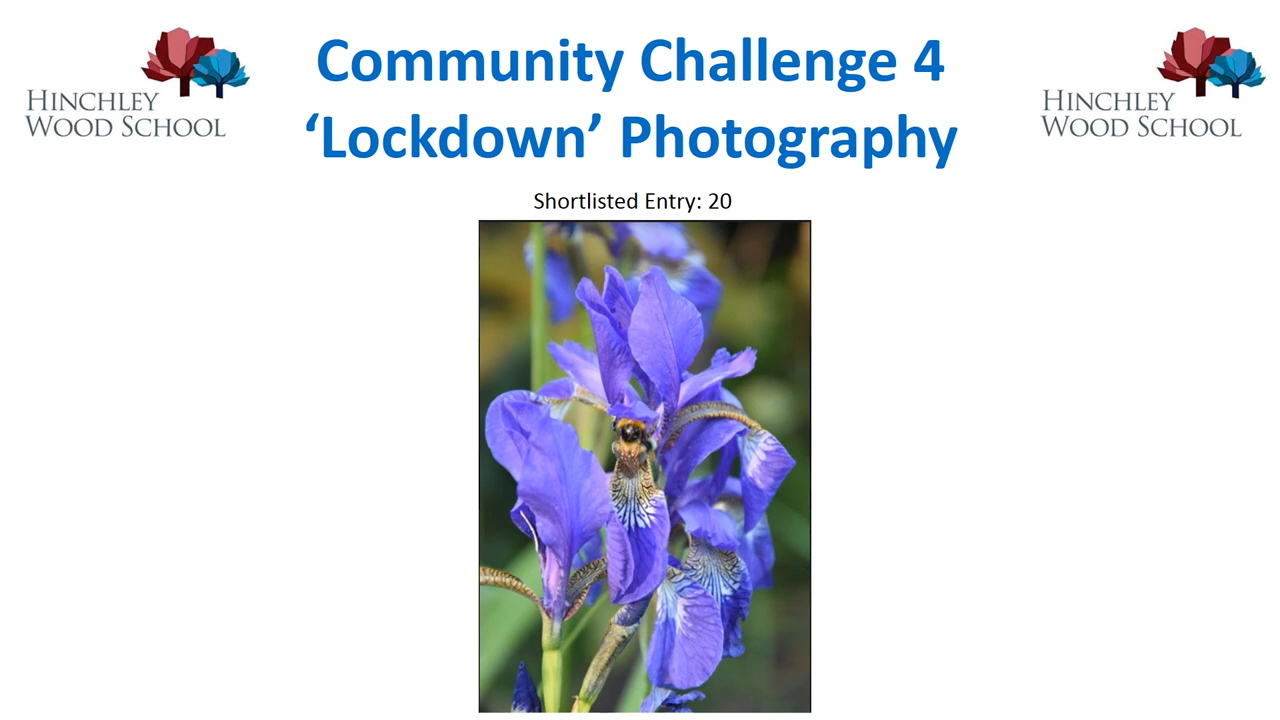 HINCHLEY
WOOD SCHOOL
Community Challenge 4
‘Lockdown’ Photography
HINCHLEY
WOOD SCHOOL
Shortlisted Entry: 20